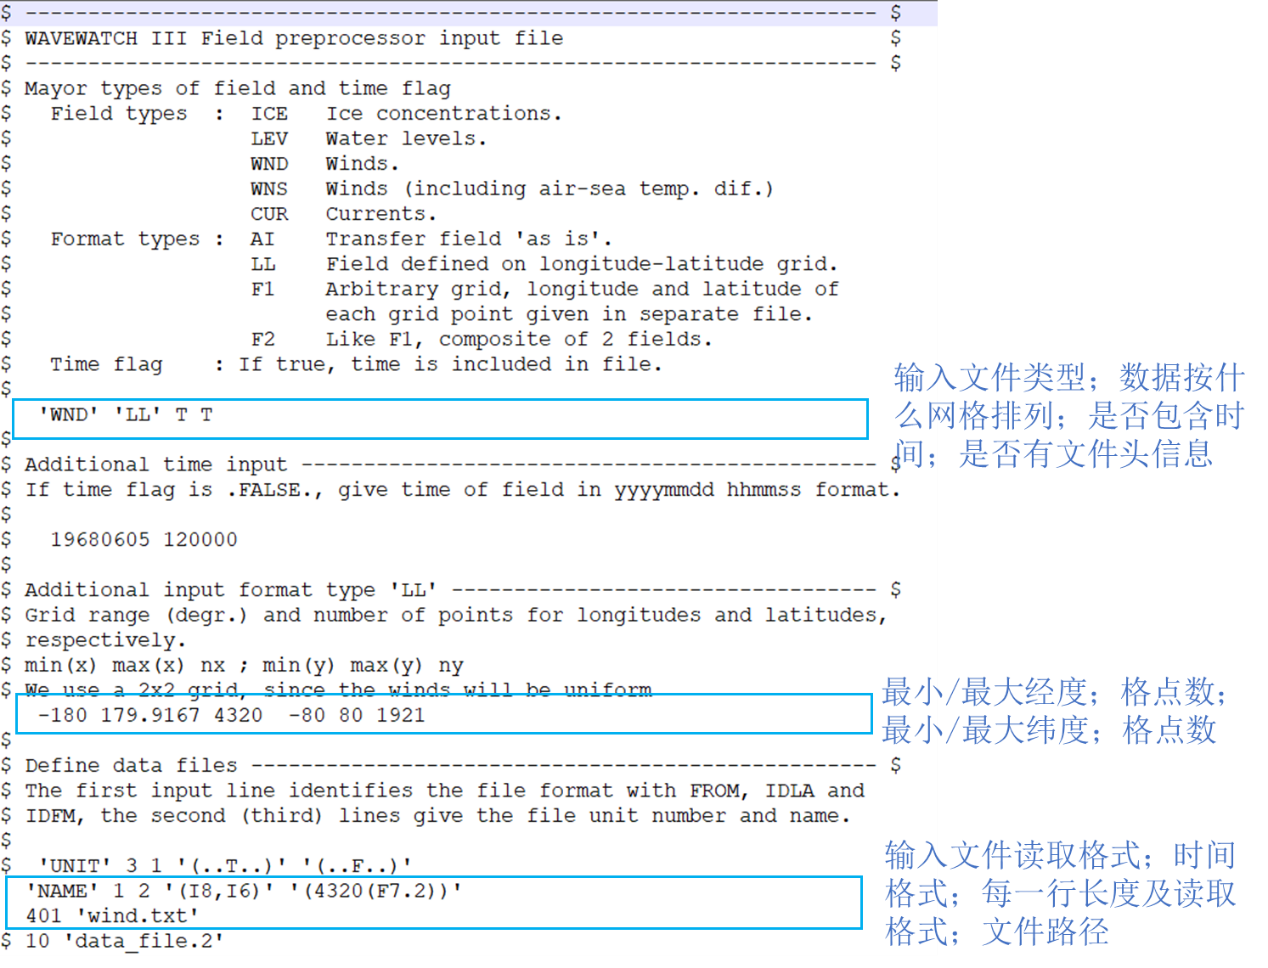 $ -------------------------------------------------------------------- $
$ WAVEWATCH III Field preprocessor input file $
$ -------------------------------------------------------------------- $
$ Mayor types of field and time flag
$ Field types : ICE Ice concentrations.
$ LEV Water levels.
$ WND Winds.
$ WNS Winds (including air-sea temp. dif.)
$ CUR Currents.
$ Format types : AI Transfer field 'as is'.
$ LL Field defined on longitude-latitude grid.
$ F1 Arbitrary grid, longitude and latitude of
$ each grid point given in separate file.
$ F2 Like F1, composite of 2 fields.
$ Time flag : If true, time is included in file.
$
'WND' 'LL' T T
输入文件类型；数据按什
么网格排列；是否包含时
间；是否有文件头信息
$
$ Additional time input ---------------------------------------------- $
$ If time flag is .FALSE., give time of field in yyyymmdd hhmmss format.
$
$ 19680605 120000
$
$ Additional input format type 'LL' ---------------------------------- $
$ Grid range (degr.) and number of points for longitudes and latitudes,
$ respectively.
$ min(x) max(x) nx ; min(y) max(y) ny
$ We use a 2x2 grid, since the winds will be uniform
-180 179.9167 4320 -80 80 1921
最小/最大经度；格点数；
最小/最大纬度；格点数
$
$ Define data files -------------------------------------------------- $
$ The first input line identifies the file format with FROM, IDLA and
$ IDFM, the second (third) lines give the file unit number and name.
$
$ 'UNIT' 3 1 '(..T..)' '(..F..)'
'NAME' 1 2 '(I8,I6)' '(4320(F7.2))'
401 'wind.txt'
$ 10 'data_file.2'
输入文件读取格式；时间
格式；每一行长度及读取
格式；文件路径